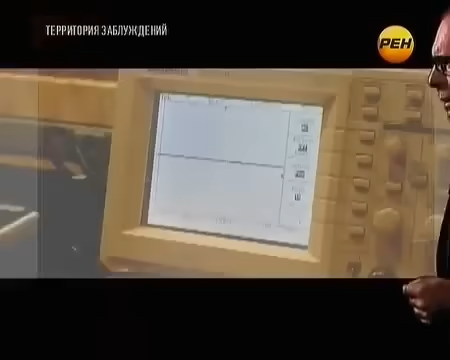 ТЕРРИТОРИЯ ЗАБЛУЖДЕНИЙ
РЕН